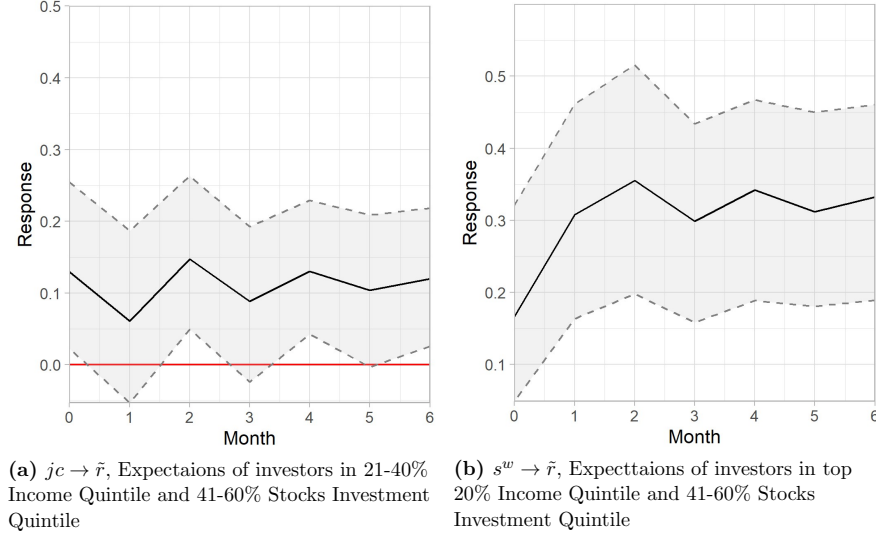 0.5
0.4
0.3
0.2
0.1
0.0
Response
0 1 2 3 4 5 6
Month
(a) jc → r̃, Expectaions of investors in 21-40%
Income Quintile and 41-60% Stocks Investment
Quintile
0.5
0.4
0.3
0.2
0.1
Response
0 1 2 3 4 5 6
Month
(b) sʷ → r̃, Expecttaions of investors in top
20% Income Quintile and 41-60% Stocks
Investment Quintile